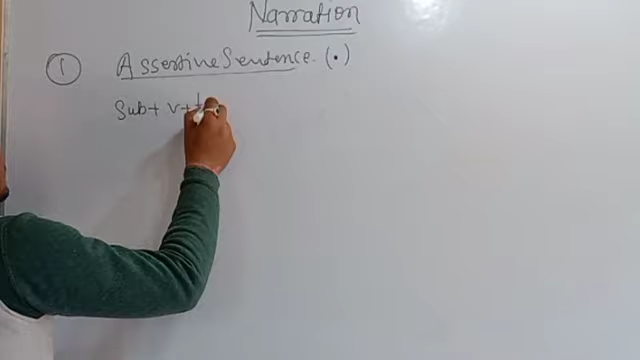 Narration
1 Assertive Sentence. (.)
Sub + V +